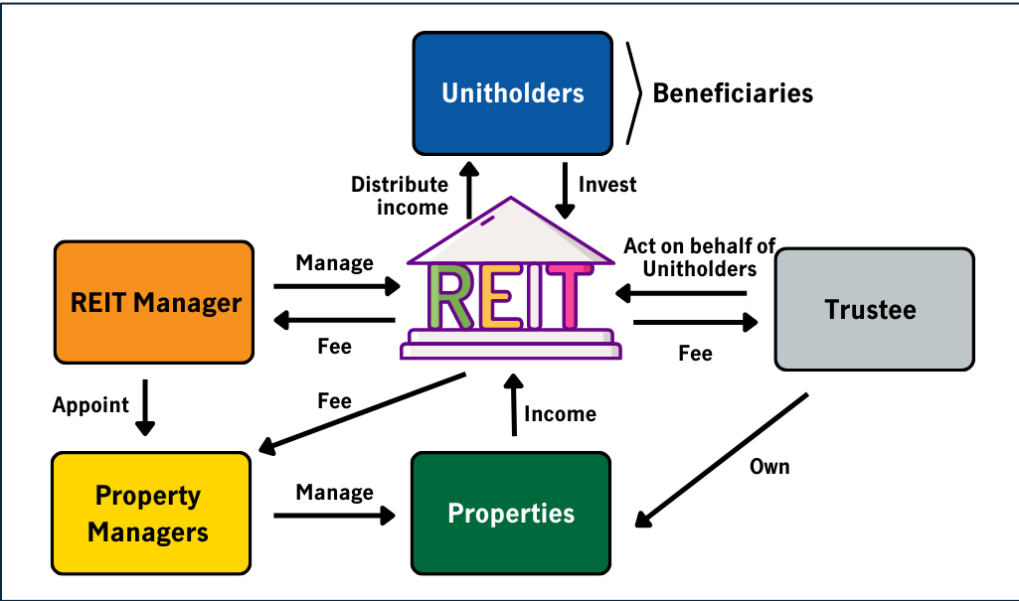 Unitholders
Beneficiaries
Distribute
income
Invest
Act on behalf of
Unitholders
REIT Manager
Manage
Fee
REIT
Fee
Trustee
Appoint
Fee
Income
Own
Property
Managers
Manage
Properties